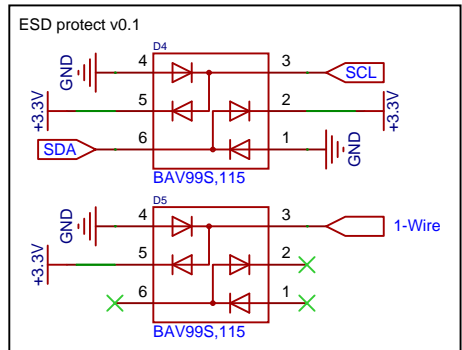 ESD protect v0.1
D4
GND 4 3 SCL
+3.3V 5 2 +3.3V
SDA 6 1 GND
BAV99S,115
D5
GND 4 3 1-Wire
+3.3V 5 2
6 1
BAV99S,115